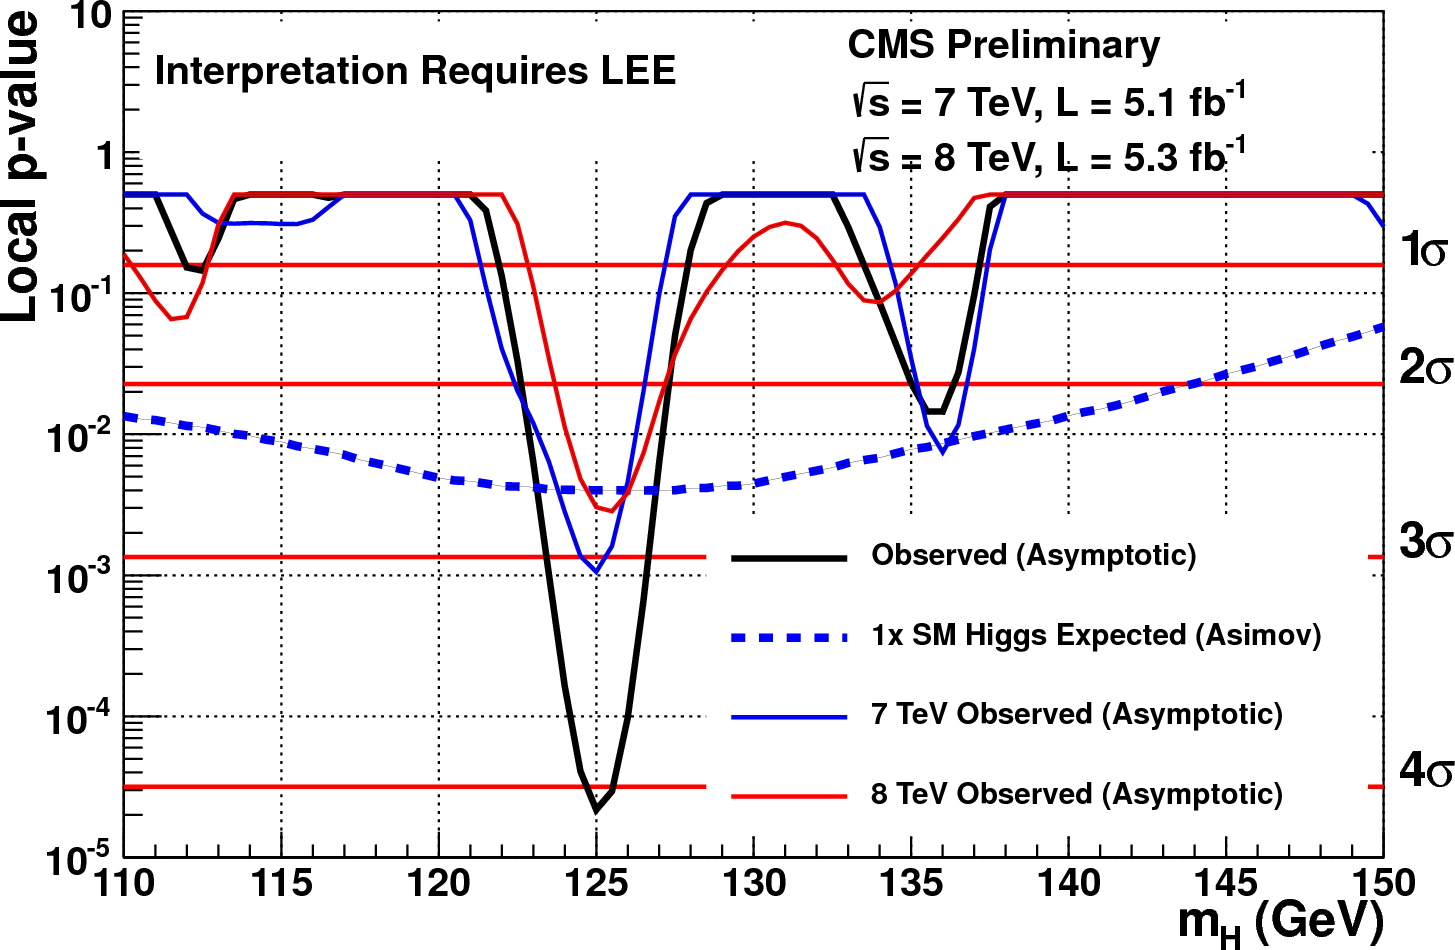 Local p-value
10
1
10⁻¹
10⁻²
10⁻³
10⁻⁴
10⁻⁵
Interpretation Requires LEE
CMS Preliminary
√s = 7 TeV, L = 5.1 fb⁻¹
√s = 8 TeV, L = 5.3 fb⁻¹
1σ
2σ
3σ
4σ
Observed (Asymptotic)
1x SM Higgs Expected (Asimov)
7 TeV Observed (Asymptotic)
8 TeV Observed (Asymptotic)
110 115 120 125 130 135 140 145 150
m_H (GeV)